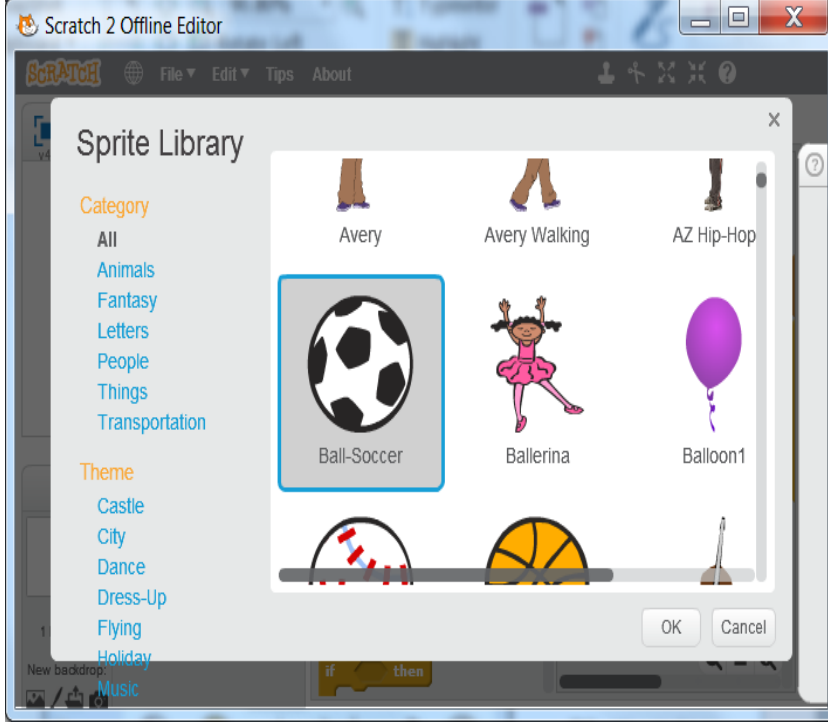 Scratch 2 Offline Editor
SCRATCH File Edit Tips About
Sprite Library
x
Category
All
Animals
Fantasy
Letters
People
Things
Transportation
Theme
Castle
City
Dance
Dress-Up
Flying
Holiday
Music
Avery Avery Walking AZ Hip-Hop
Ball-Soccer Ballerina Balloon1
OK Cancel
v4
1
New backdrop:
if then